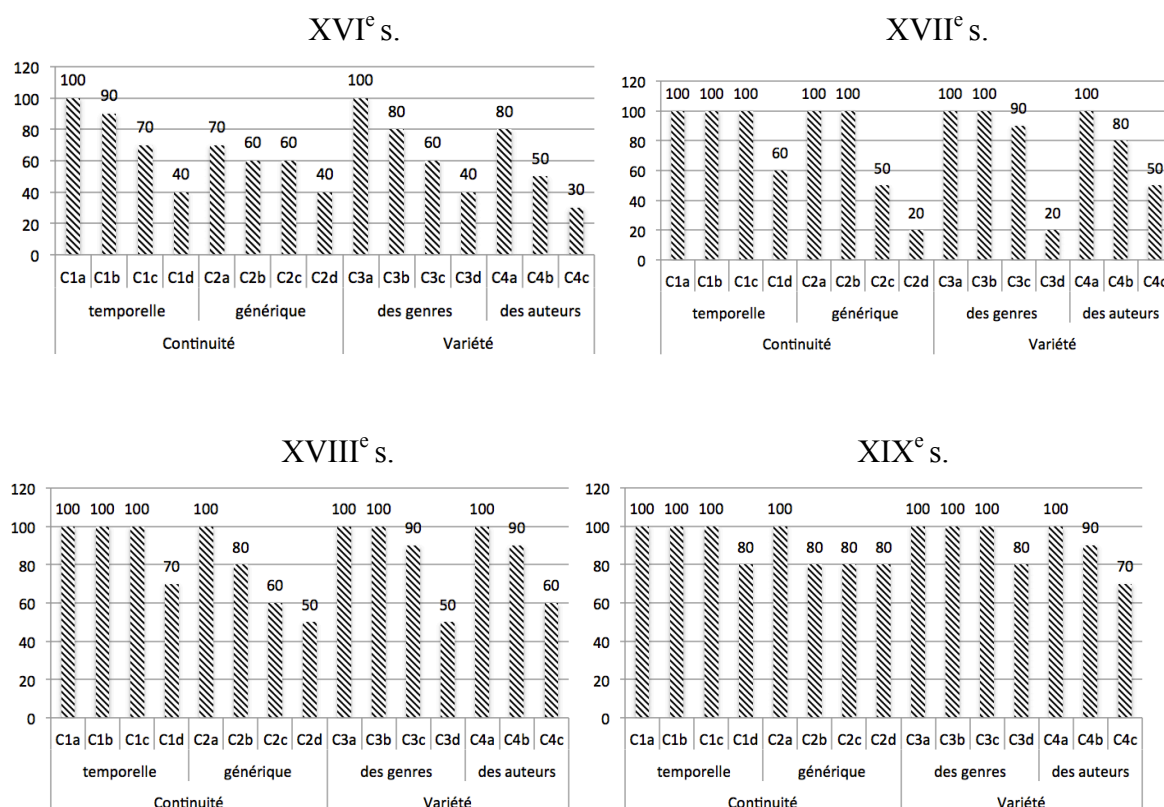 XVIe s.
120
100
80
60
40
20
0
100 90 70 40 70 60 60 40 100 80 60 40 80 50 30
C1a C1b C1c C1d C2a C2b C2c C2d C3a C3b C3c C3d C4a C4b C4c
temporelle générique des genres des auteurs
Continuité Variété
XVIIe s.
120
100
80
60
40
20
0
100 100 100 60 100 100 50 20 100 100 90 20 100 80 50
C1a C1b C1c C1d C2a C2b C2c C2d C3a C3b C3c C3d C4a C4b C4c
temporelle générique des genres des auteurs
Continuité Variété
XVIIIe s.
120
100
80
60
40
20
0
100 100 100 70 100 80 60 50 100 100 90 50 100 90 60
C1a C1b C1c C1d C2a C2b C2c C2d C3a C3b C3c C3d C4a C4b C4c
temporelle générique des genres des auteurs
Continuité Variété
XIXe s.
120
100
80
60
40
20
0
100 100 100 80 100 80 80 80 100 100 100 80 100 90 70
C1a C1b C1c C1d C2a C2b C2c C2d C3a C3b C3c C3d C4a C4b C4c
temporelle générique des genres des auteurs
Continuité Variété